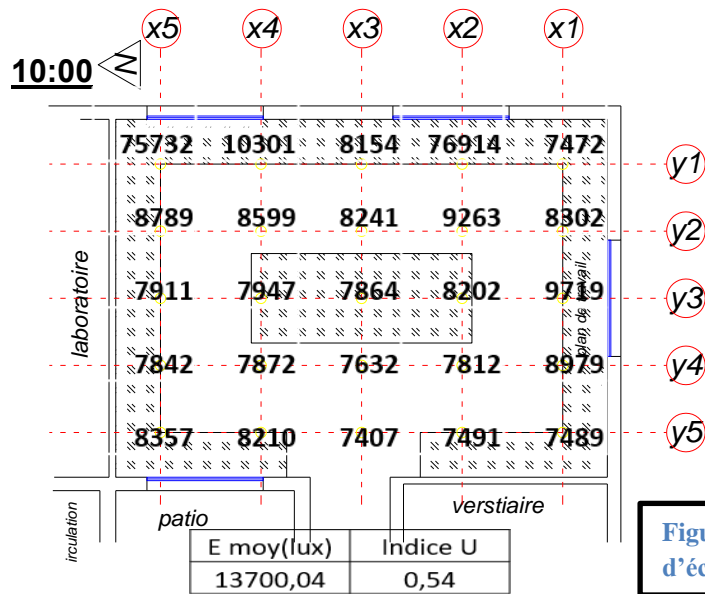 x5 x4 x3 x2 x1
10:00 N
75732 10301 8154 76914 7472
y1
8789 8599 8241 9263 8302
y2
laboratoire
7911 7947 7864 8202 9719
plan de travail
y3
7842 7872 7632 7812 8979
y4
8357 8210 7407 7491 7489
y5
irculation
patio
verstiaire
E moy(lux) Indice U
13700,04 0,54
Figu
d'éc